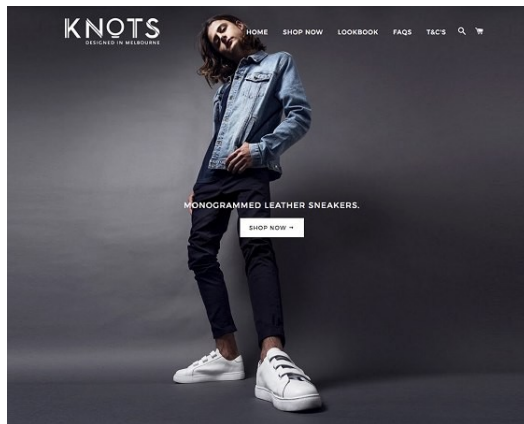 KNOTS
DESIGNED IN MELBOURNE
HOME SHOP NOW LOOKBOOK FAQS T&C'S
MONOGRAMMED LEATHER SNEAKERS.
SHOP NOW →